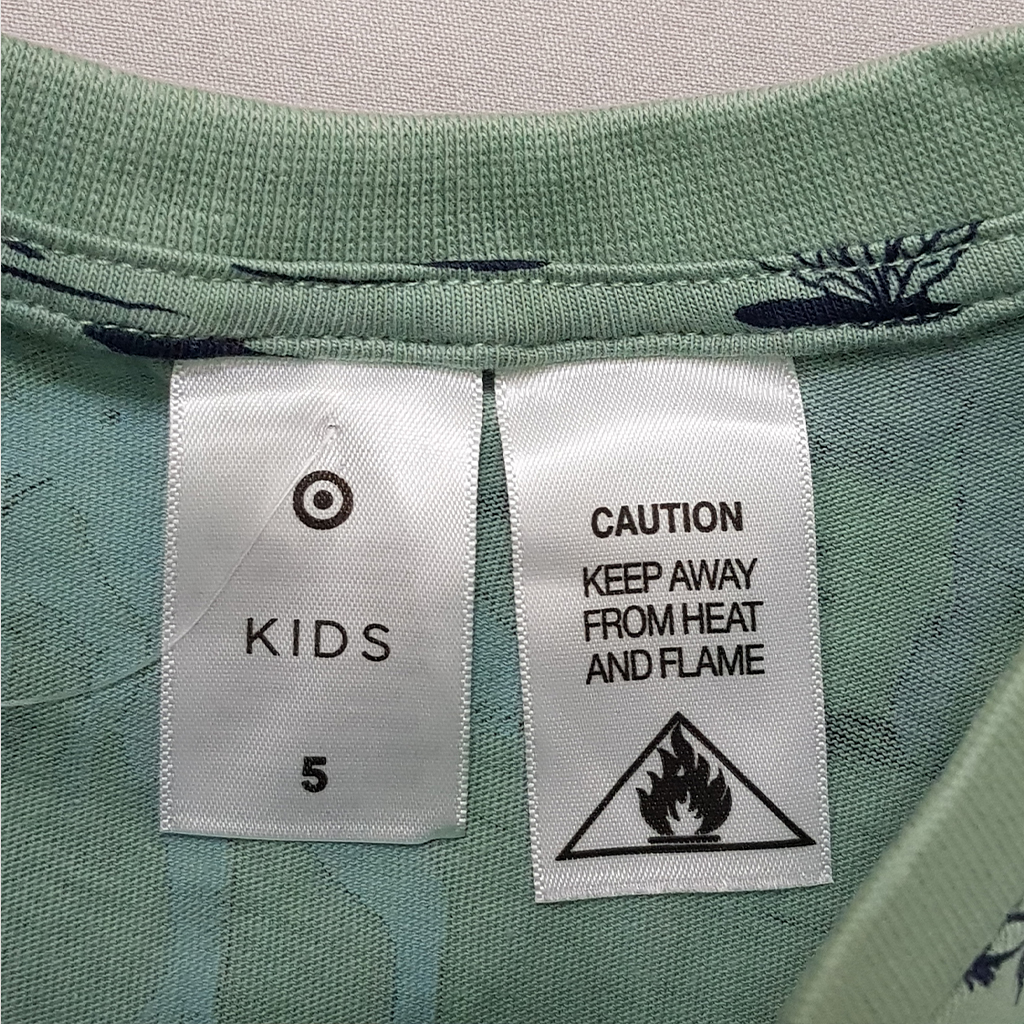 KIDS
5
CAUTION
KEEP AWAY
FROM HEAT
AND FLAME